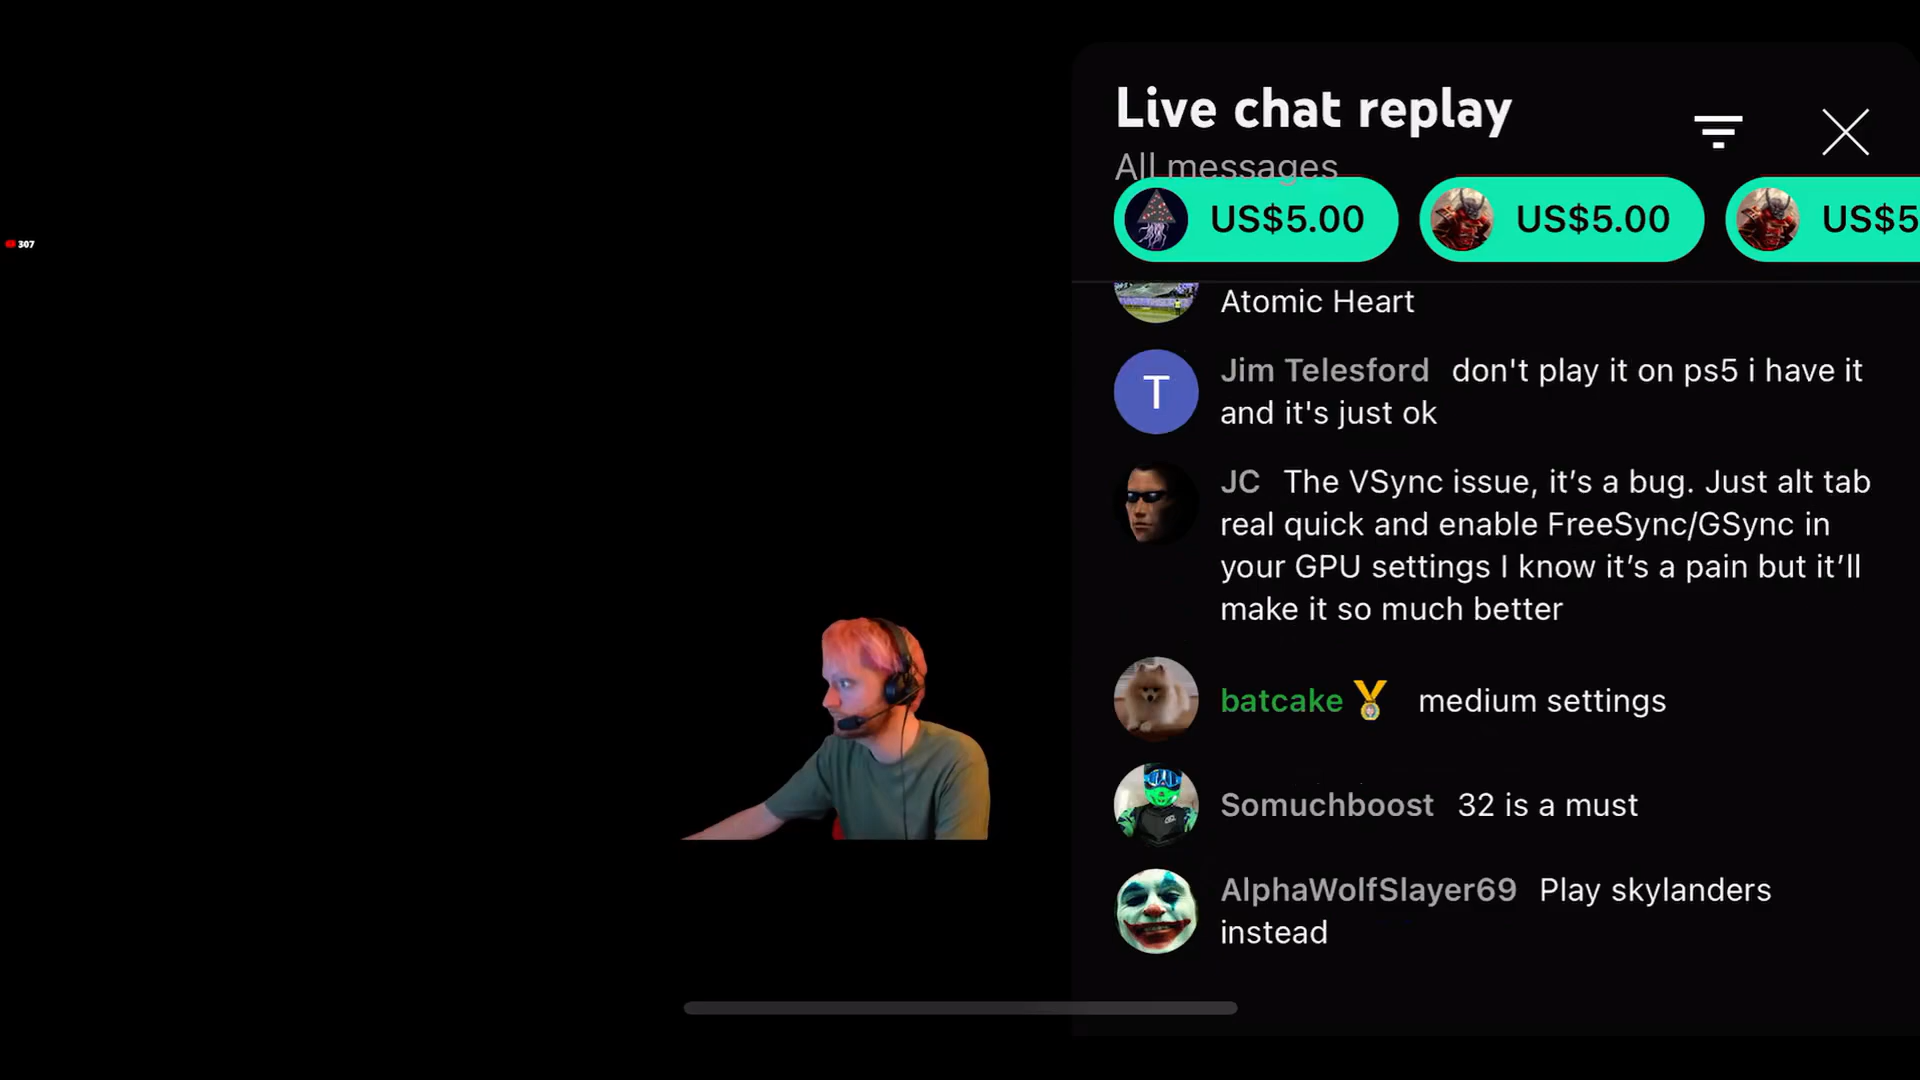 Live chat replay
All messages
US$5.00
US$5.00
US$5
307
Atomic Heart
T
Jim Telesford don't play it on ps5 i have it
and it's just ok
JC The VSync issue, it’s a bug. Just alt tab
real quick and enable FreeSync/GSync in
your GPU settings I know it’s a pain but it’ll
make it so much better
batcake medium settings
Somuchboost 32 is a must
AlphaWolfSlayer69 Play skylanders
instead